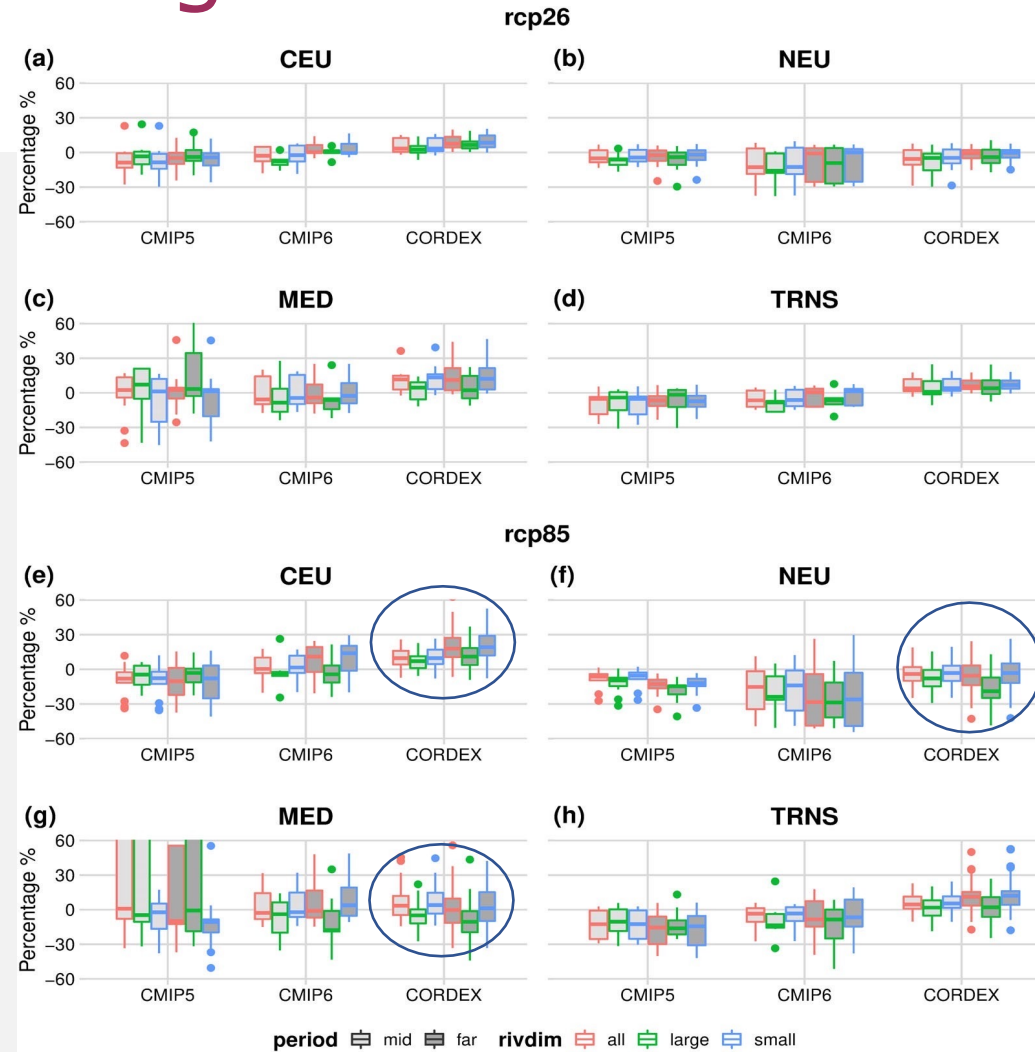 g
rcp26
(a) CEU (b) NEU
Percentage %
60
30
0
−30
−60
CMIP5 CMIP6 CORDEX CMIP5 CMIP6 CORDEX
(c) MED (d) TRNS
Percentage %
60
30
0
−30
−60
CMIP5 CMIP6 CORDEX CMIP5 CMIP6 CORDEX
rcp85
(e) CEU (f) NEU
Percentage %
60
30
0
−30
−60
CMIP5 CMIP6 CORDEX CMIP5 CMIP6 CORDEX
(g) MED (h) TRNS
Percentage %
60
30
0
−30
−60
CMIP5 CMIP6 CORDEX CMIP5 CMIP6 CORDEX
period mid far rivdim all large small